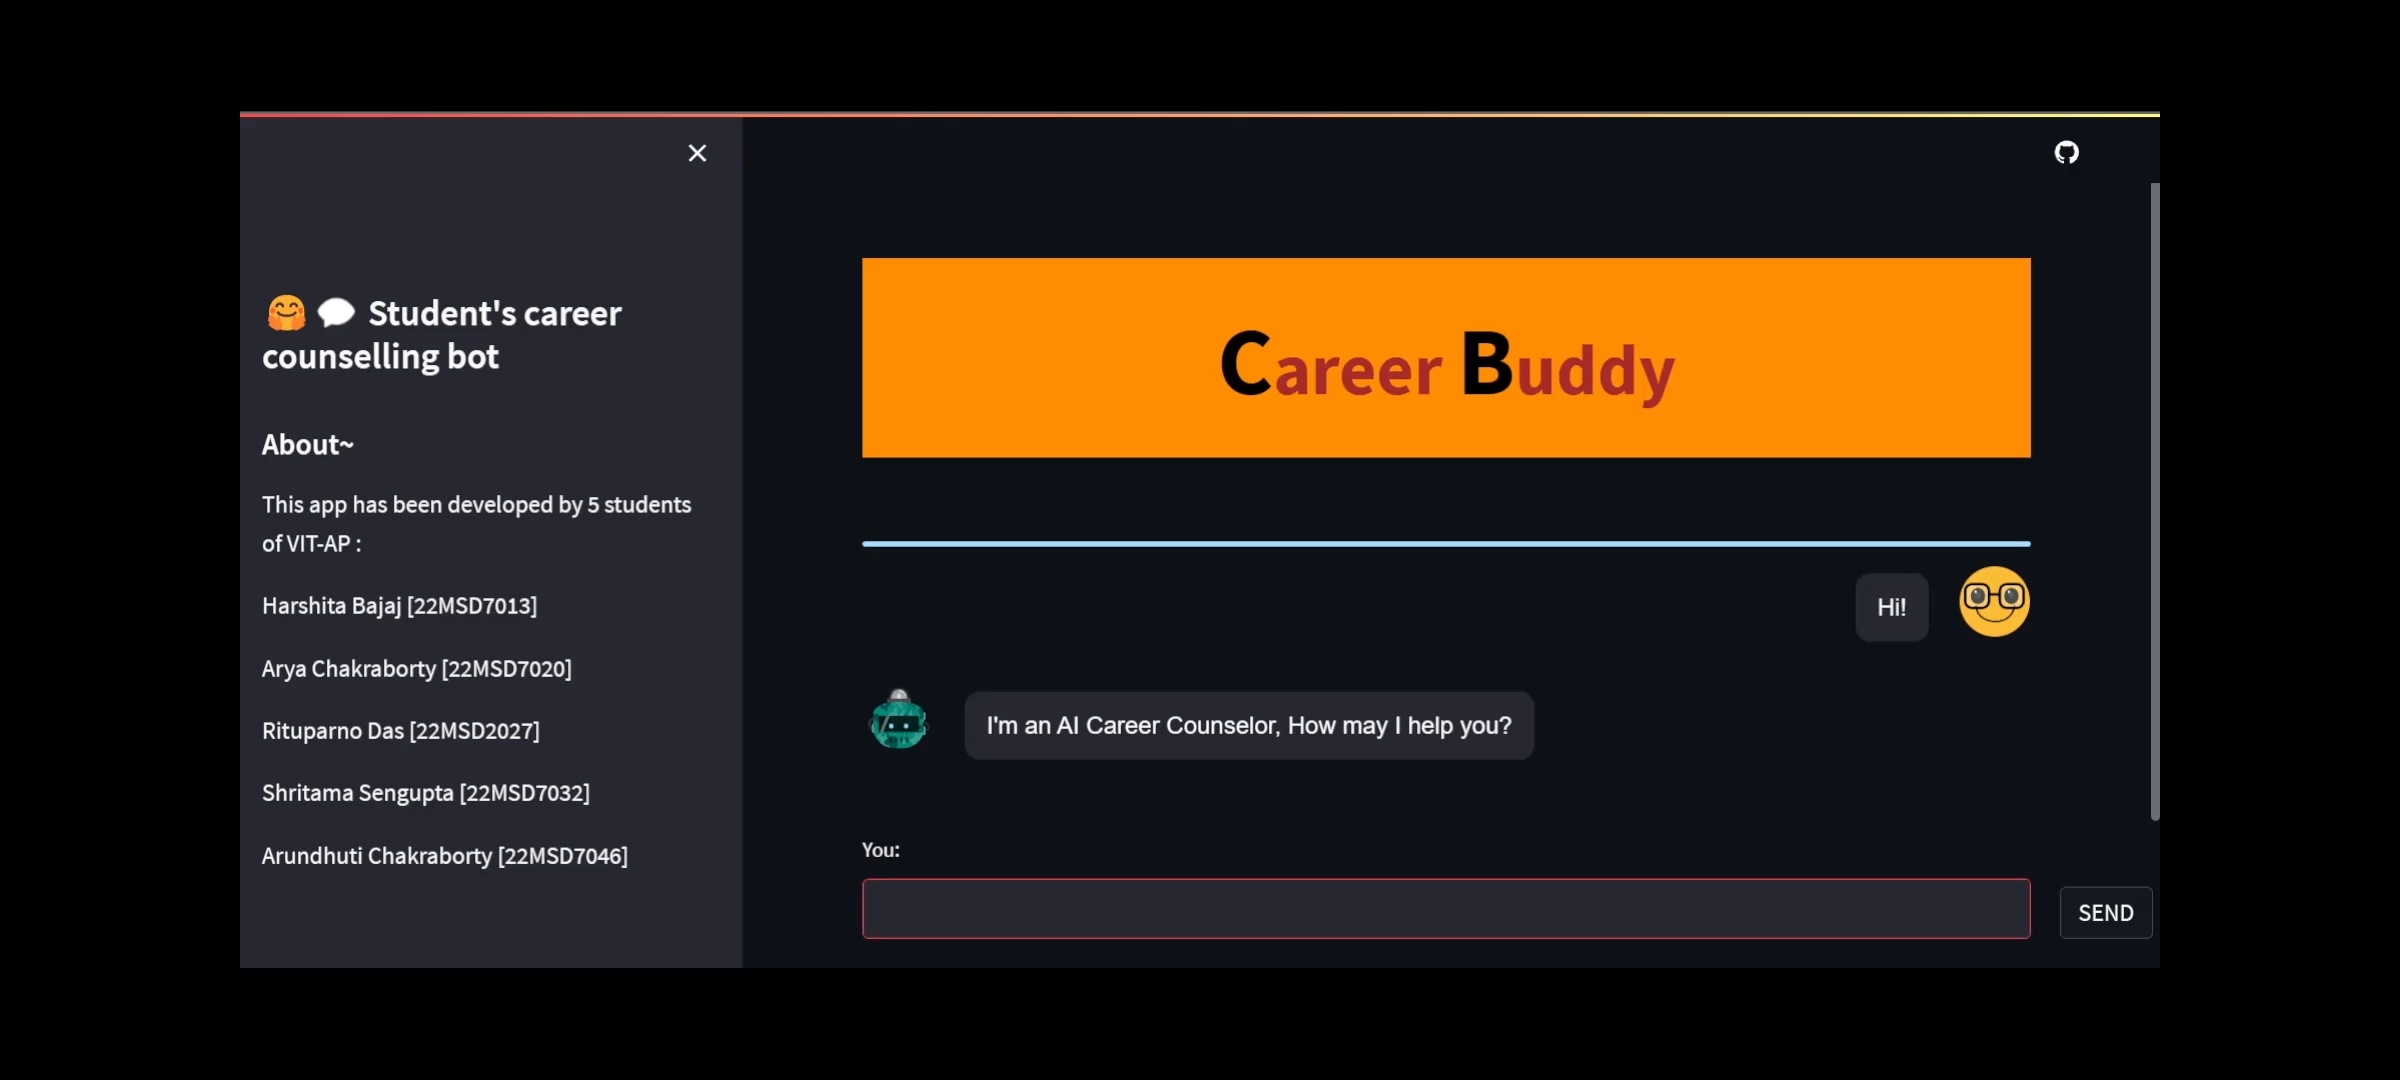 🤗💬 Student's career
counselling bot
About~
This app has been developed by 5 students
of VIT-AP :
Harshita Bajaj [22MSD7013]
Arya Chakraborty [22MSD7020]
Rituparno Das [22MSD2027]
Shritama Sengupta [22MSD7032]
Arundhuti Chakraborty [22MSD7046]
Career Buddy
Hi!
I'm an AI Career Counselor, How may I help you?
You:
SEND